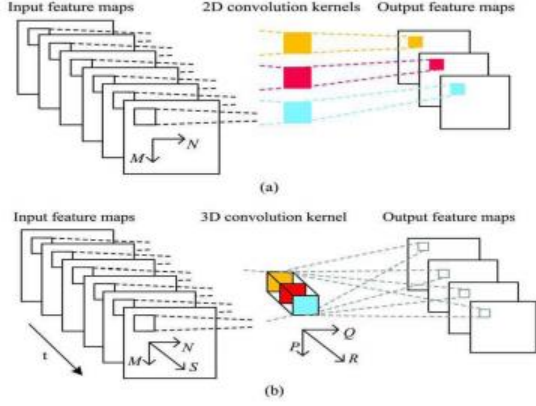 Input feature maps 2D convolution kernels Output feature maps
N
M
(a)
Input feature maps 3D convolution kernel Output feature maps
t
N
M
S
Q
P
R
(b)